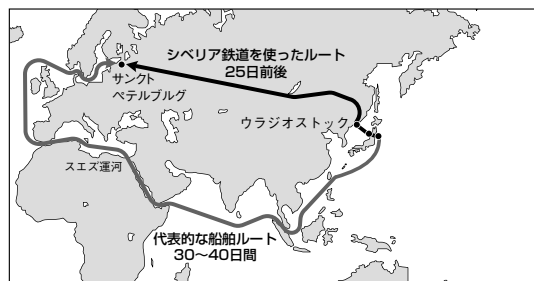 シベリア鉄道を使ったルート
25日前後
サンクト
ペテルブルグ
ウラジオストック
スエズ運河
代表的な船舶ルート
30〜40日間